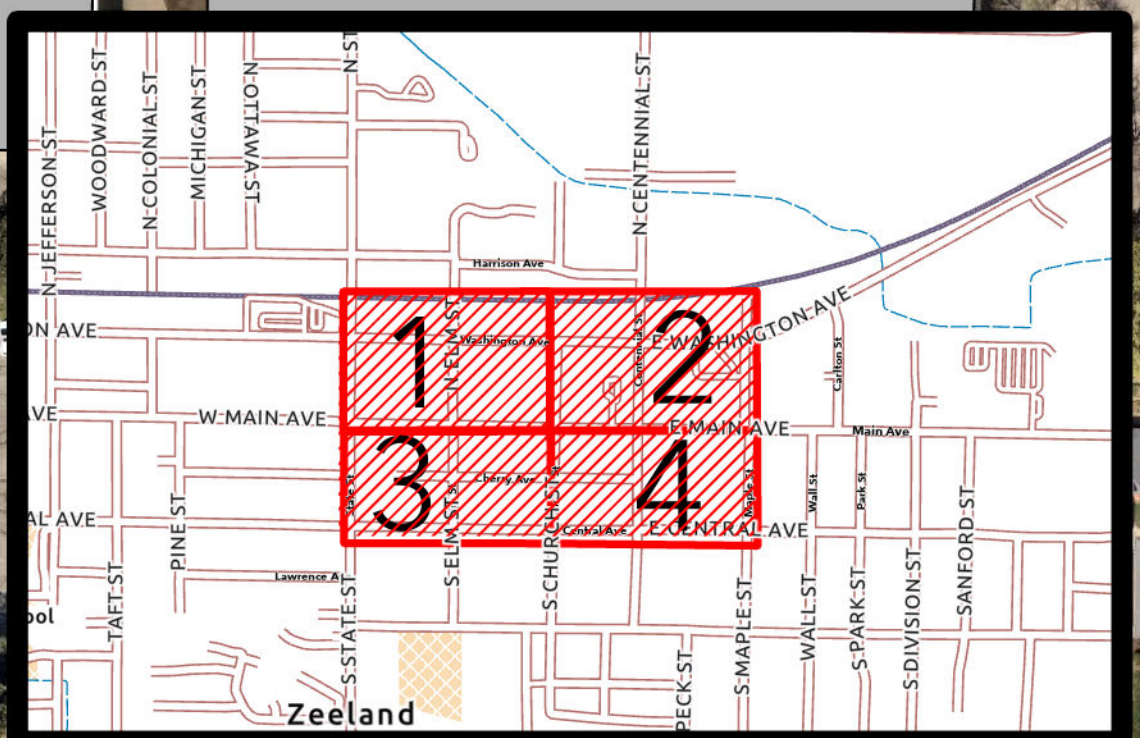 N ST
N JEFFERSON ST
WOODWARD ST
N COLONIAL ST
MICHIGAN ST
N OTTAWA ST
N CENTENNIAL ST
Harrison Ave
ON AVE
1
N ELM ST
Washington Ave
Centennial St
2
E WASHINGTON AVE
Carlton St
AVE
W MAIN AVE
E MAIN AVE
Main Ave
3
State St
Cherry Ave
4
Maple St
Wall St
Park St
AL AVE
PINE ST
S ELM ST
St
S CHURCH ST
St
Central Ave
E CENTRAL AVE
SANFORD ST
Lawrence A
TAFT ST
S STATE ST
S MAPLE ST
WALL ST
S PARK ST
S DIVISION ST
ool
PECK ST
Zeeland